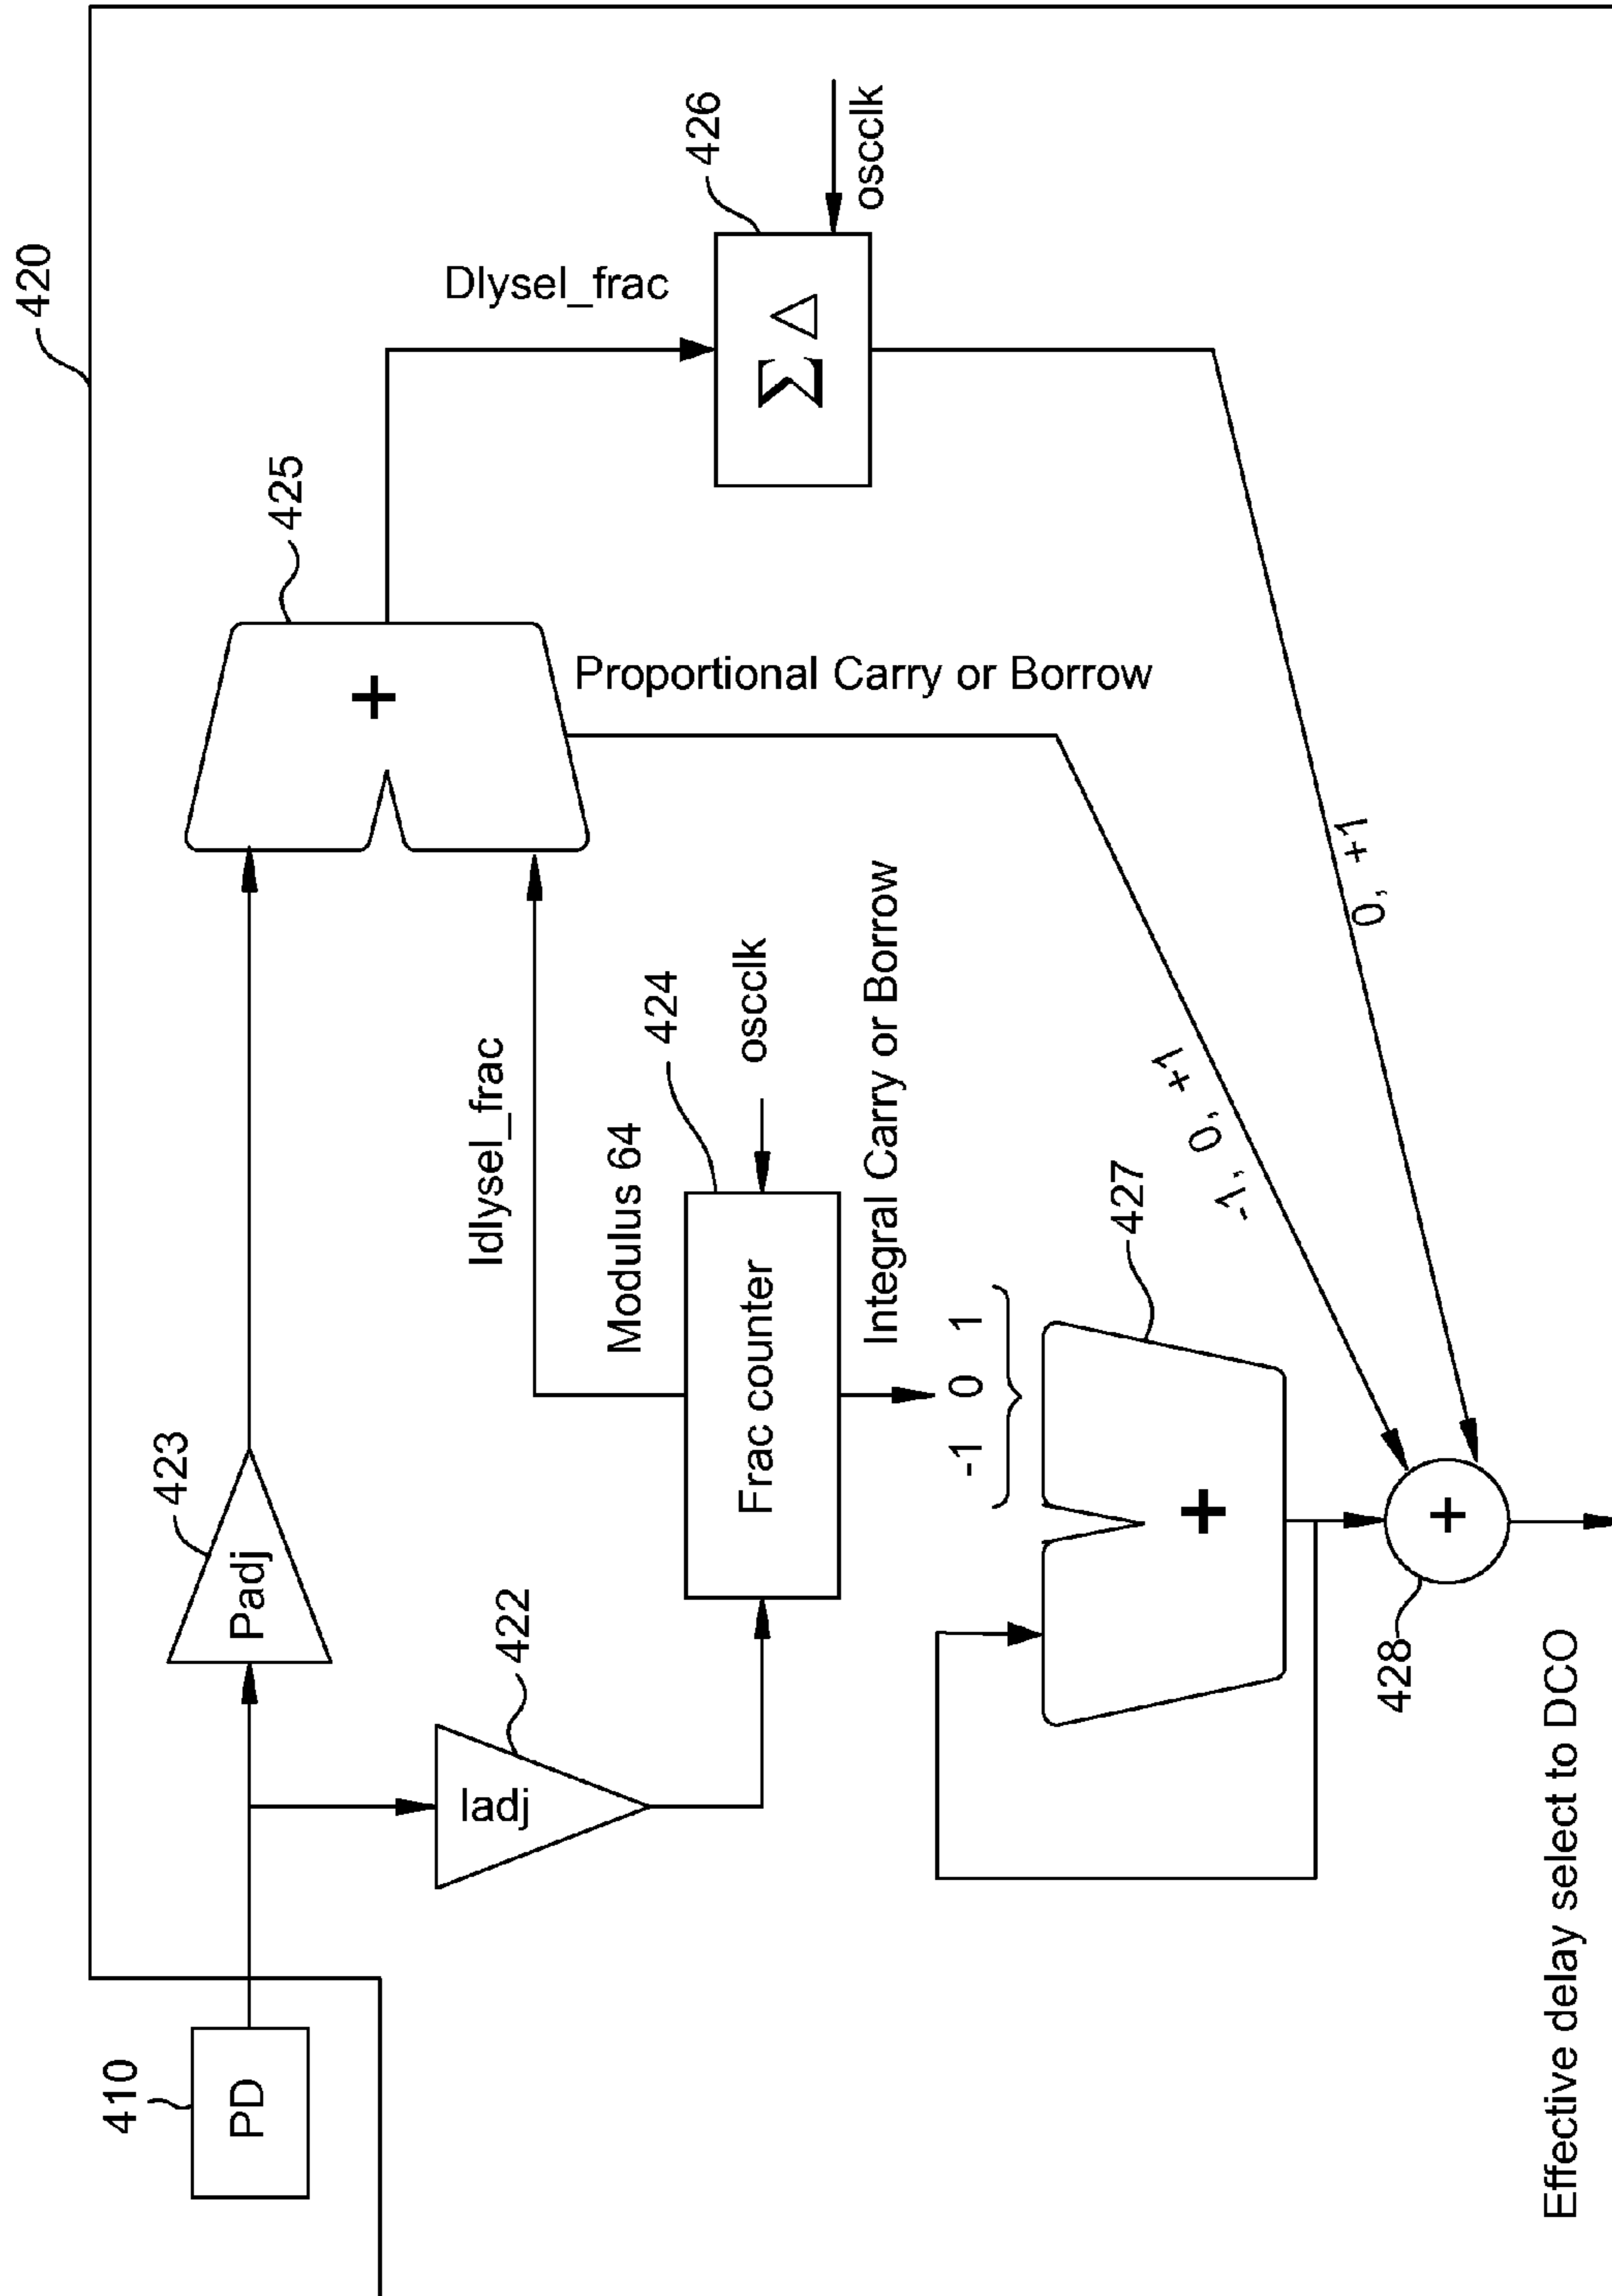 420
410
PD
423
Padj
422
Iadj
425
+
Idlysel_frac
Modulus 64
424
Frac counter
oscclk
Integral Carry or Borrow
-1 0 1
427
+
Proportional Carry or Borrow
-1, 0, +1
Dlysel_frac
426
Σ Δ
oscclk
0, +1
+
428
Effective delay select to DCO